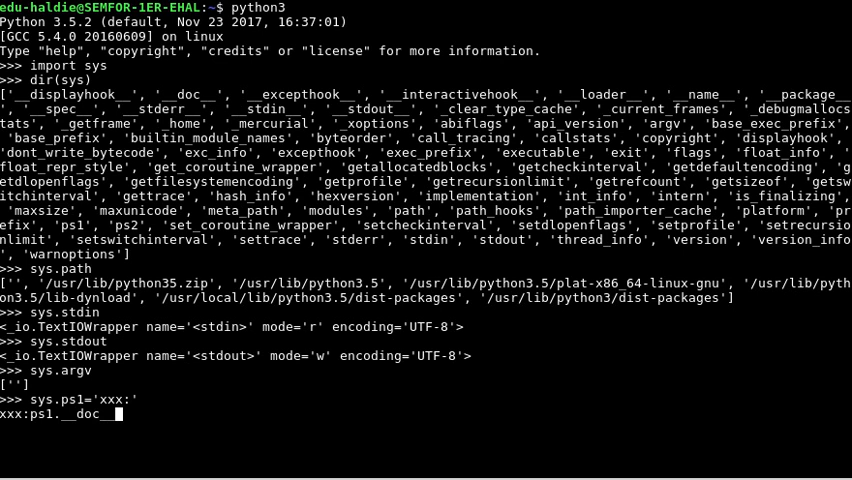 edu-haldie@SEMFOR-1ER-EHAL:~$ python3
Python 3.5.2 (default, Nov 23 2017, 16:37:01)
[GCC 5.4.0 20160609] on linux
Type "help", "copyright", "credits" or "license" for more information.
>>> import sys
>>> dir(sys)
['__displayhook__', '__doc__', '__excepthook__', '__interactivehook__', '__loader__', '__name__', '__package__
', '__spec__', '__stderr__', '__stdin__', '__stdout__', '_clear_type_cache', '_current_frames', '_debugmallocs
tats', '_getframe', '_home', '_mercurial', '_xoptions', 'abiflags', 'api_version', 'argv', 'base_exec_prefix',
 'base_prefix', 'builtin_module_names', 'byteorder', 'call_tracing', 'callstats', 'copyright', 'displayhook',
'dont_write_bytecode', 'exc_info', 'excepthook', 'exec_prefix', 'executable', 'exit', 'flags', 'float_info', '
float_repr_style', 'get_coroutine_wrapper', 'getallocatedblocks', 'getcheckinterval', 'getdefaultencoding', 'g
etdlopenflags', 'getfilesystemencoding', 'getprofile', 'getrecursionlimit', 'getrefcount', 'getsizeof', 'getsw
itchinterval', 'gettrace', 'hash_info', 'hexversion', 'implementation', 'int_info', 'intern', 'is_finalizing',
 'maxsize', 'maxunicode', 'meta_path', 'modules', 'path', 'path_hooks', 'path_importer_cache', 'platform', 'pr
efix', 'ps1', 'ps2', 'set_coroutine_wrapper', 'setcheckinterval', 'setdlopenflags', 'setprofile', 'setrecursio
nlimit', 'setswitchinterval', 'settrace', 'stderr', 'stdin', 'stdout', 'thread_info', 'version', 'version_info
', 'warnoptions']
>>> sys.path
['', '/usr/lib/python35.zip', '/usr/lib/python3.5', '/usr/lib/python3.5/plat-x86_64-linux-gnu', '/usr/lib/pyth
on3.5/lib-dynload', '/usr/local/lib/python3.5/dist-packages', '/usr/lib/python3/dist-packages']
>>> sys.stdin
<_io.TextIOWrapper name='<stdin>' mode='r' encoding='UTF-8'>
>>> sys.stdout
<_io.TextIOWrapper name='<stdout>' mode='w' encoding='UTF-8'>
>>> sys.argv
['']
>>> sys.ps1='xxx:'
xxx:ps1.__doc__